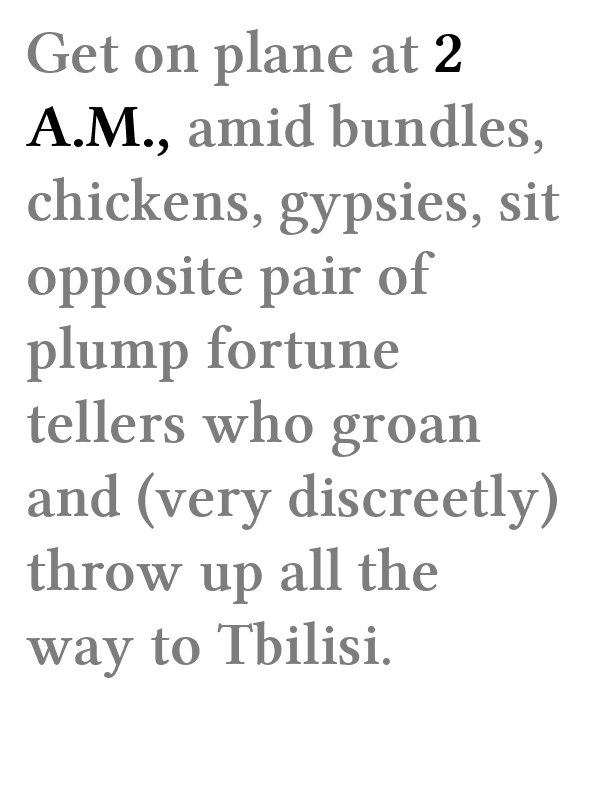 Get on plane at 2
A.M., amid bundles,
chickens, gypsies, sit
opposite pair of
plump fortune
tellers who groan
and (very discreetly)
throw up all the
way to Tbilisi.